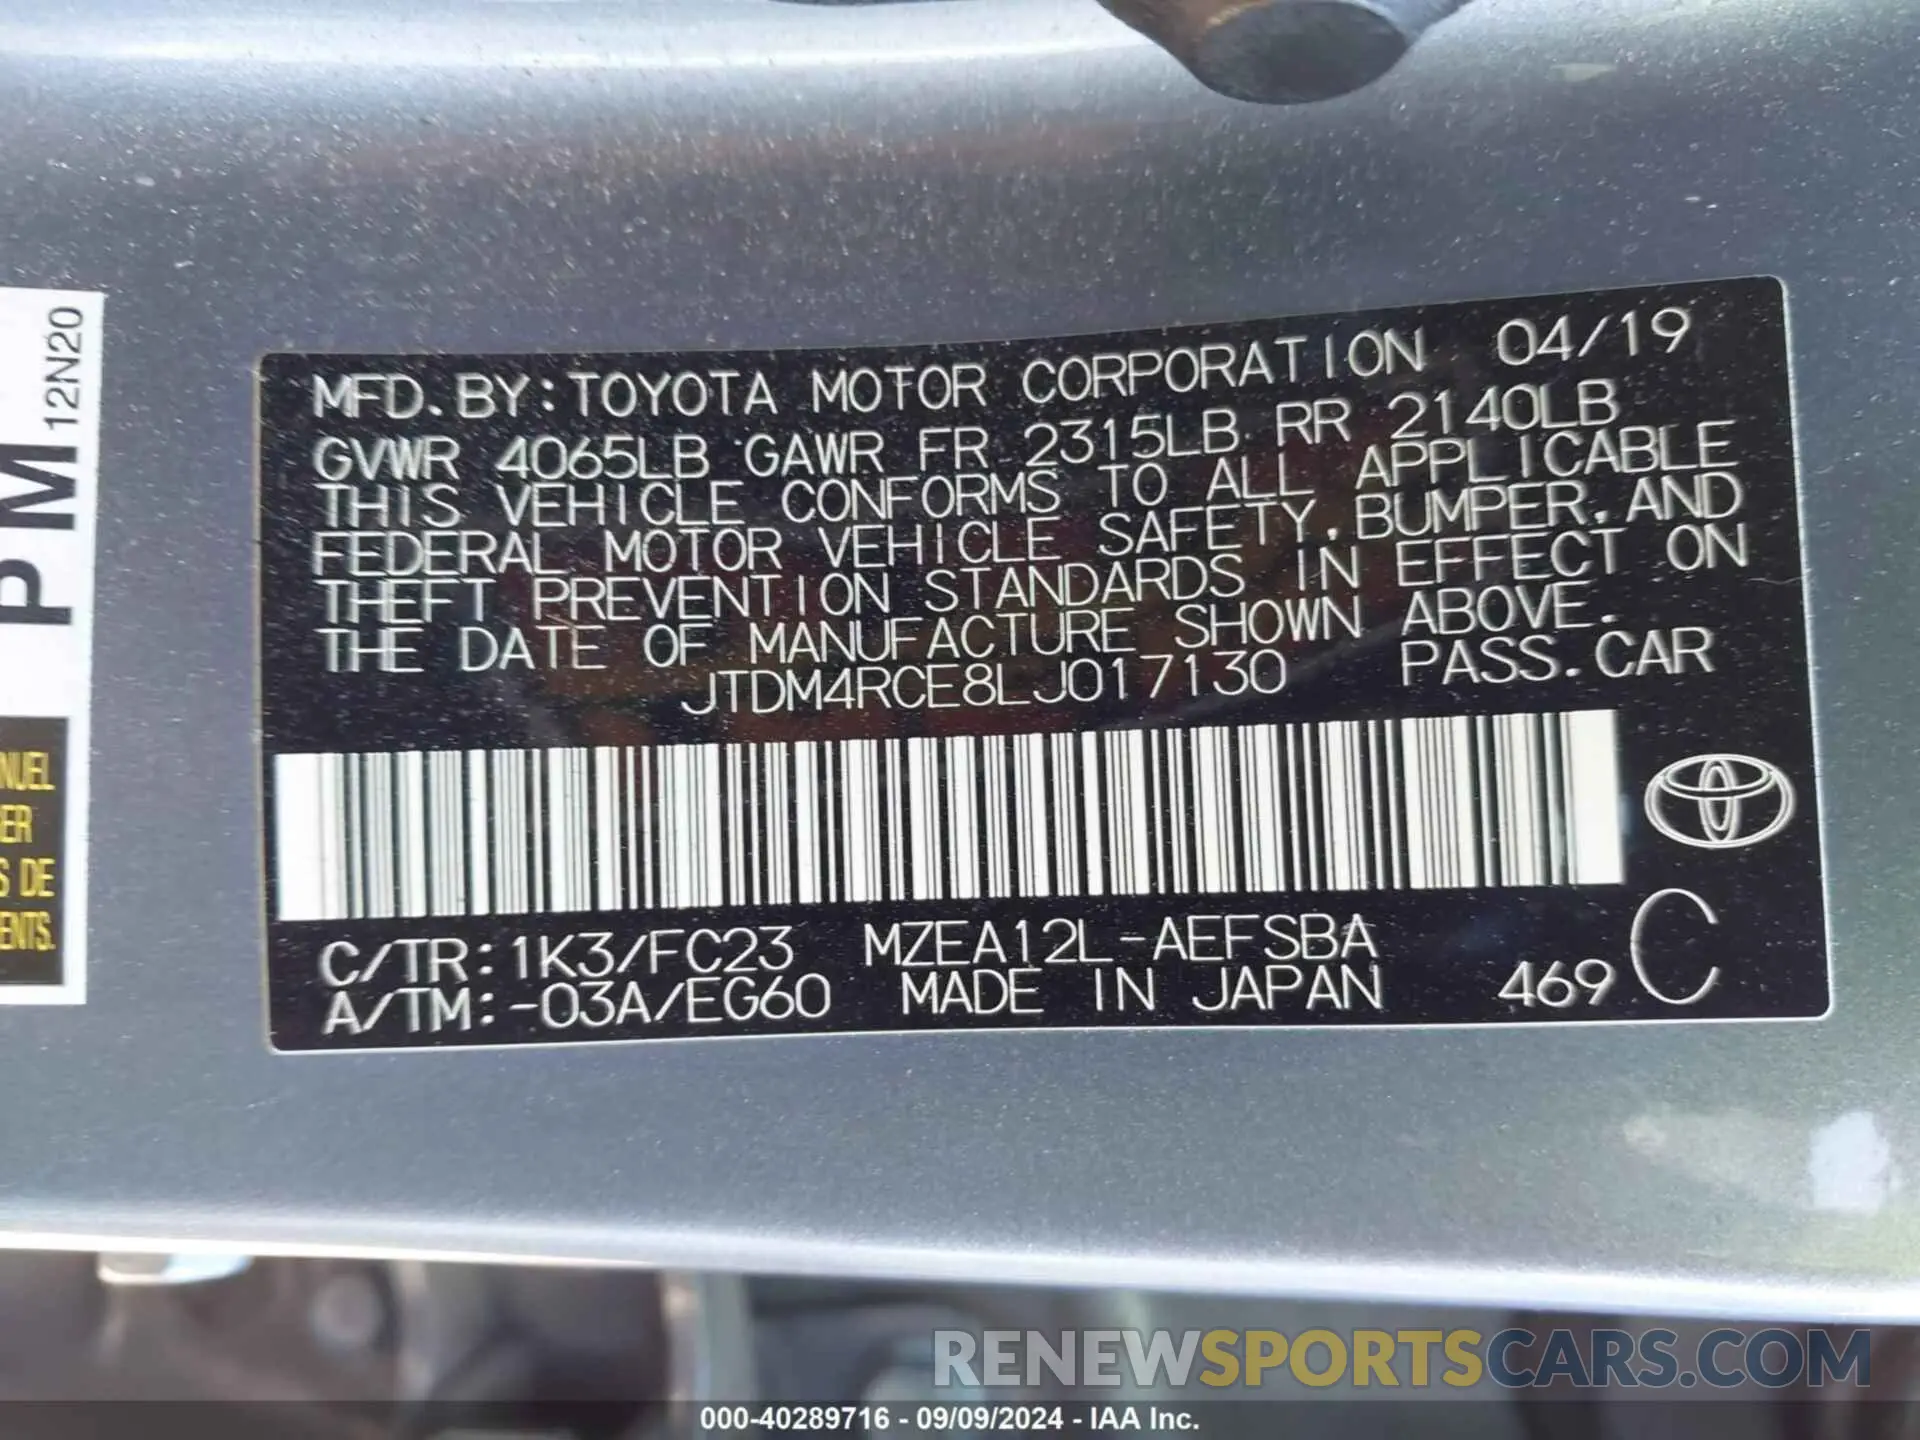 MFD.BY:TOYOTA MOTOR CORPORATION 04/19
GVWR 4065LB GAWR FR 2315LB RR 2140LB
THIS VEHICLE CONFORMS TO ALL APPLICABLE
FEDERAL MOTOR VEHICLE SAFETY,BUMPER,AND
THEFT PREVENTION STANDARDS IN EFFECT ON
THE DATE OF MANUFACTURE SHOWN ABOVE.
JTDM4RCE8LJ017130 PASS.CAR
C/TR:1K3/FC23 MZEA12L-AEFSBA
A/TM:-03A/EG60 MADE IN JAPAN 469 C
PM
12N20
NUEL
ER
S DE
ENTS.
RENEWSPORTSCARS.COM
000-40289716 - 09/09/2024 - IAA Inc.